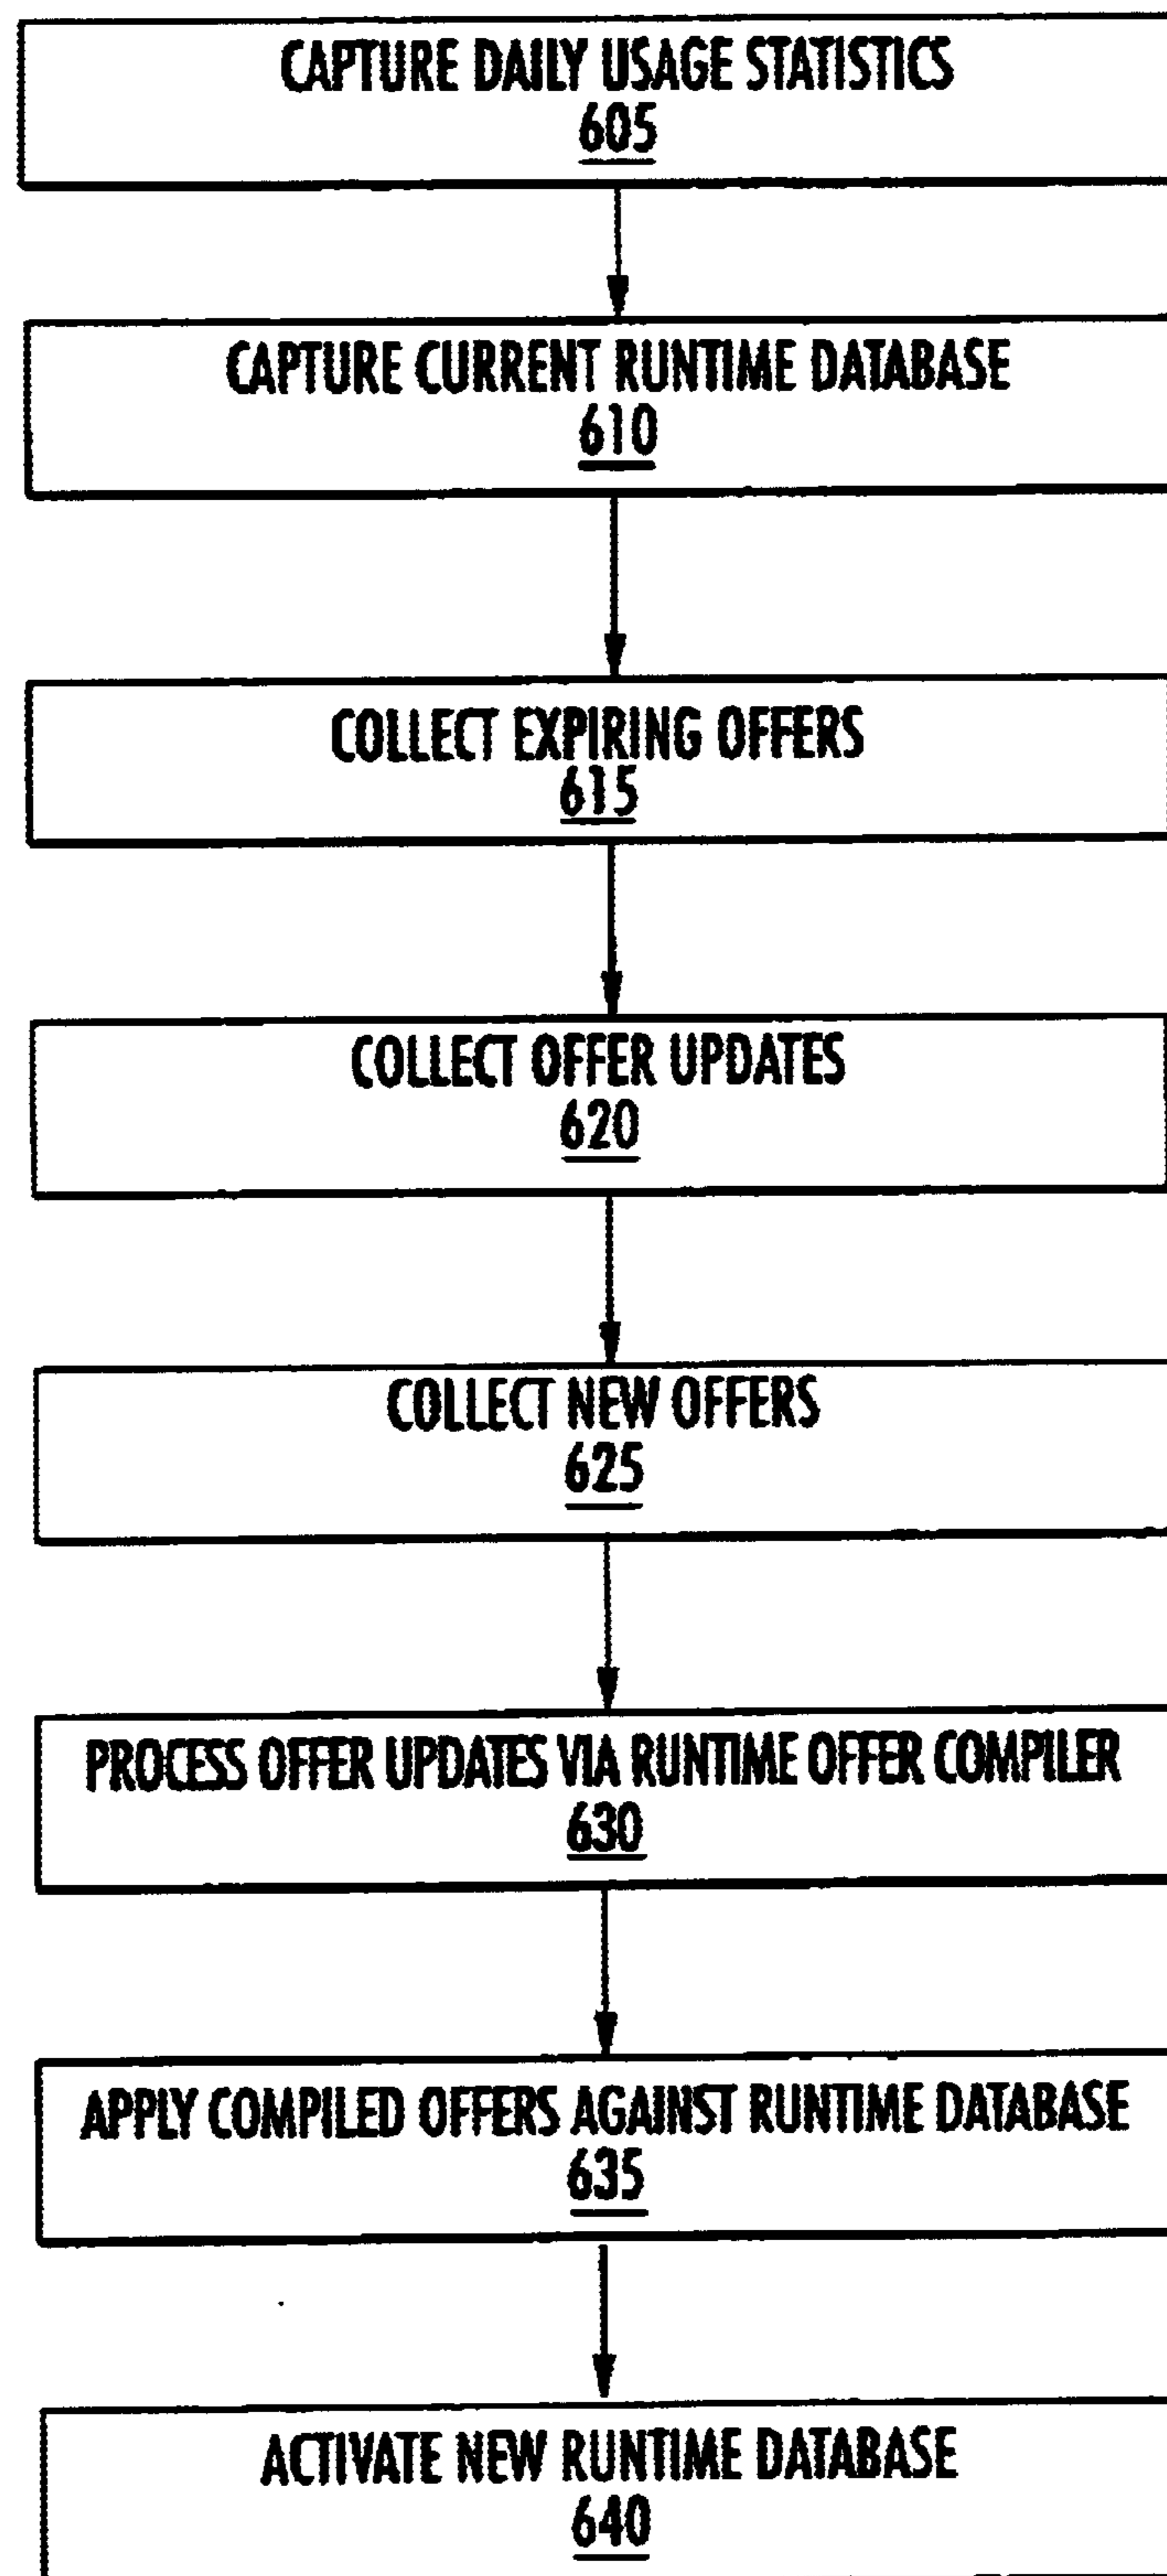 CAPTURE DAILY USAGE STATISTICS
605
CAPTURE CURRENT RUNTIME DATABASE
610
COLLECT EXPIRING OFFERS
615
COLLECT OFFER UPDATES
620
COLLECT NEW OFFERS
625
PROCESS OFFER UPDATES VIA RUNTIME OFFER COMPILER
630
APPLY COMPILED OFFERS AGAINST RUNTIME DATABASE
635
ACTIVATE NEW RUNTIME DATABASE
640